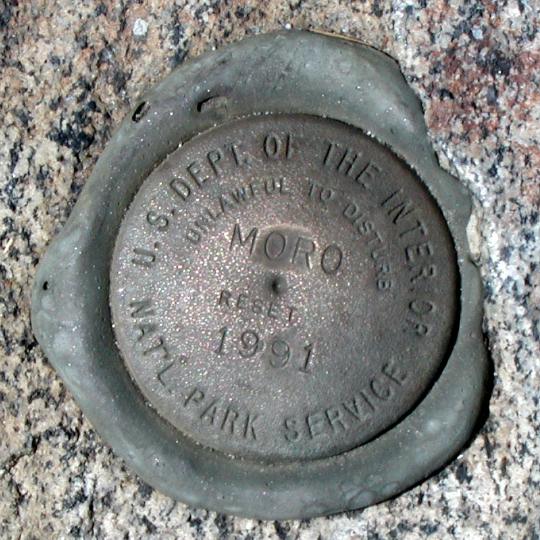 U. S. DEPT. OF THE INTERIOR
UNLAWFUL TO DISTURB
MORO
RESET
1991
NAT'L. PARK SERVICE